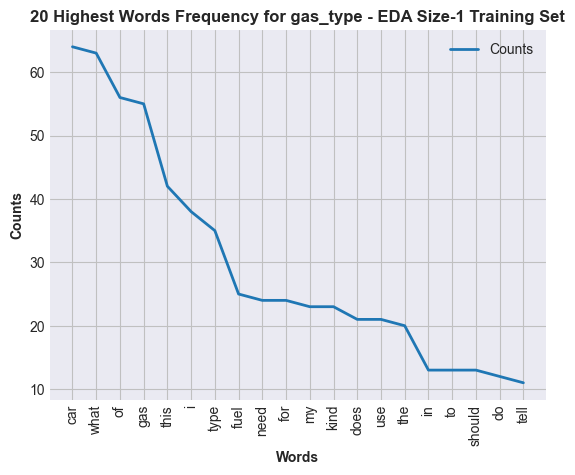 20 Highest Words Frequency for gas_type - EDA Size-1 Training Set
Counts
60
50
40
30
20
10
Counts
car
what
of
gas
this
i
type
fuel
need
for
my
kind
does
use
the
in
to
should
do
tell
Words